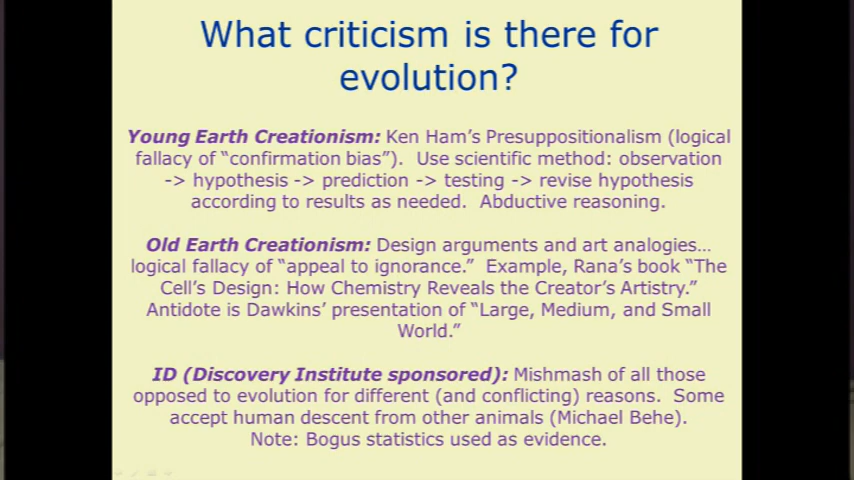 What criticism is there for
evolution?
Young Earth Creationism: Ken Ham's Presuppositionalism (logical
fallacy of "confirmation bias"). Use scientific method: observation
-> hypothesis -> prediction -> testing -> revise hypothesis
according to results as needed. Abductive reasoning.
Old Earth Creationism: Design arguments and art analogies...
logical fallacy of "appeal to ignorance." Example, Rana's book "The
Cell's Design: How Chemistry Reveals the Creator's Artistry."
Antidote is Dawkins' presentation of "Large, Medium, and Small
World."
ID (Discovery Institute sponsored): Mishmash of all those
opposed to evolution for different (and conflicting) reasons. Some
accept human descent from other animals (Michael Behe).
Note: Bogus statistics used as evidence.